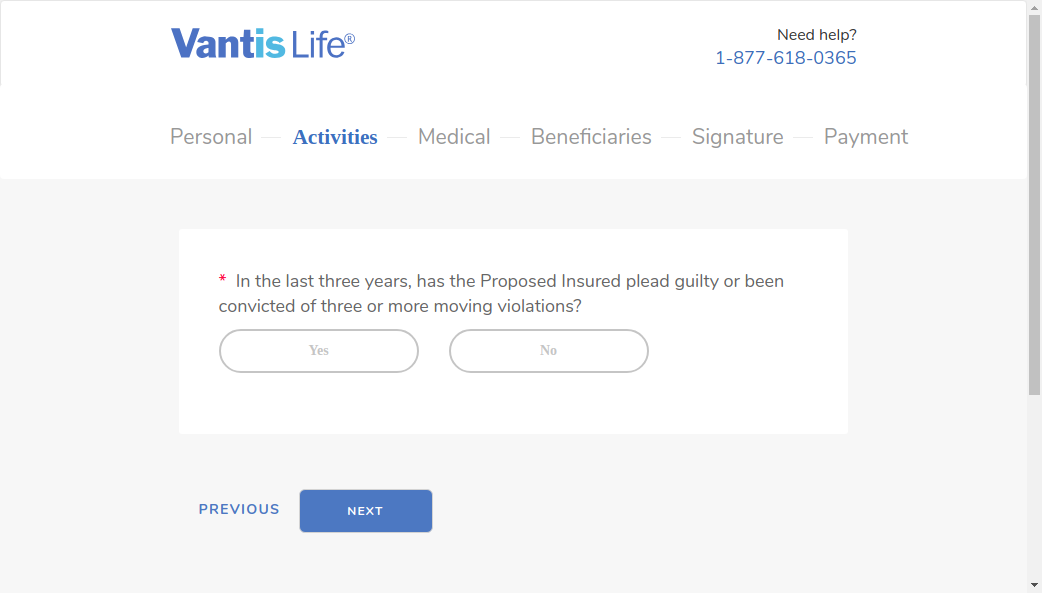 Vantis Life®
Need help?
1-877-618-0365
Personal Activities Medical Beneficiaries Signature Payment
* In the last three years, has the Proposed Insured plead guilty or been
convicted of three or more moving violations?
Yes No
PREVIOUS NEXT